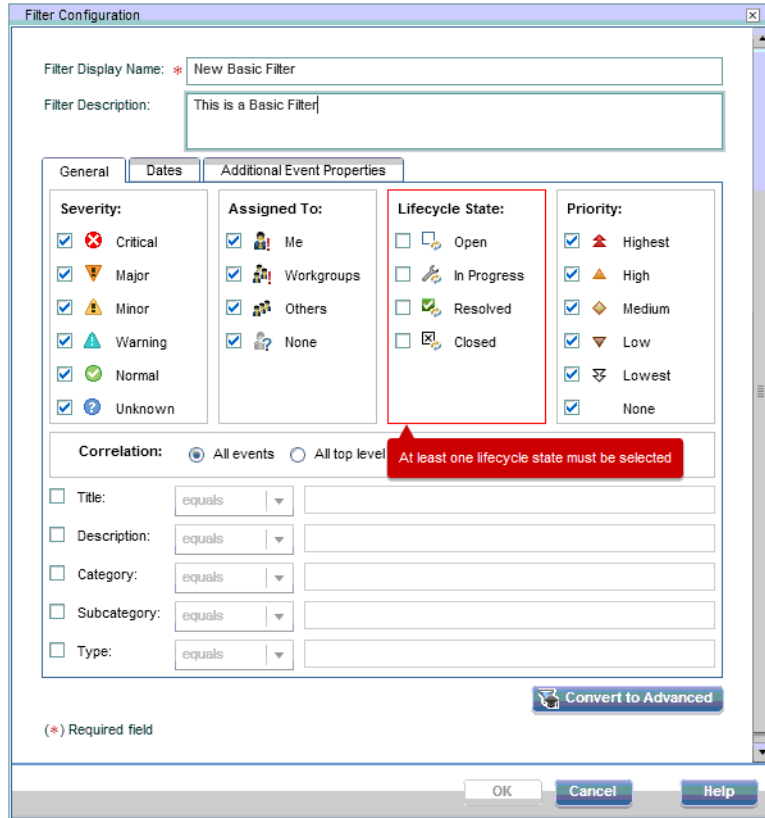 Filter Configuration
Filter Display Name: * New Basic Filter
Filter Description: This is a Basic Filter
General Dates Additional Event Properties
Severity: Assigned To: Lifecycle State: Priority:
Critical Me Open Highest
Major Workgroups In Progress High
Minor Others Resolved Medium
Warning None Closed Low
Normal Lowest
Unknown None
Correlation: All events All top level
At least one lifecycle state must be selected
Title: equals
Description: equals
Category: equals
Subcategory: equals
Type: equals
Convert to Advanced
(*) Required field
OK Cancel Help